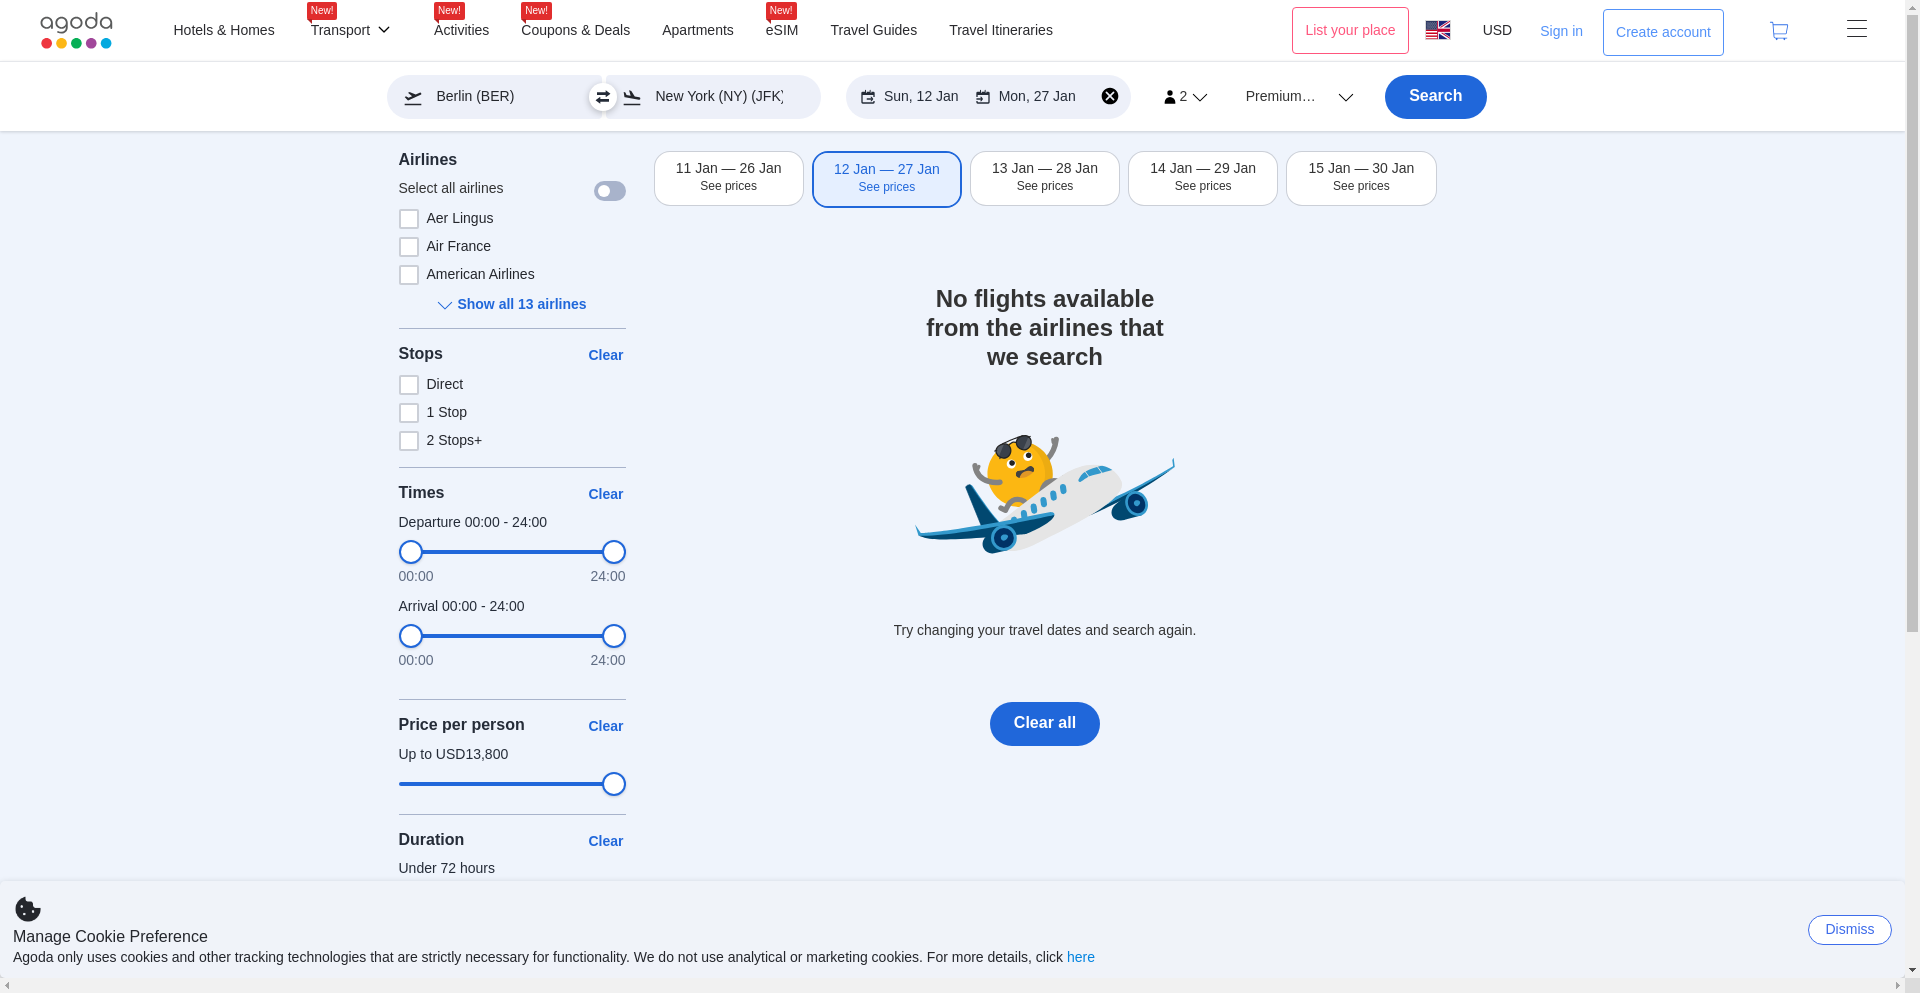 agoda
Hotels & Homes
New!
Transport
New!
Activities
New!
Coupons & Deals
Apartments
New!
eSIM
Travel Guides
Travel Itineraries
List your place
USD
Sign in
Create account
Berlin (BER)
New York (NY) (JFK)
Sun, 12 Jan
Mon, 27 Jan
2
Premium…
Search
Airlines
Select all airlines
Aer Lingus
Air France
American Airlines
Show all 13 airlines
Stops
Clear
Direct
1 Stop
2 Stops+
Times
Clear
Departure 00:00 - 24:00
00:00
24:00
Arrival 00:00 - 24:00
00:00
24:00
Price per person
Clear
Up to USD13,800
Duration
Clear
Under 72 hours
11 Jan — 26 Jan
See prices
12 Jan — 27 Jan
See prices
13 Jan — 28 Jan
See prices
14 Jan — 29 Jan
See prices
15 Jan — 30 Jan
See prices
No flights available
from the airlines that
we search
Try changing your travel dates and search again.
Clear all
Manage Cookie Preference
Agoda only uses cookies and other tracking technologies that are strictly necessary for functionality. We do not use analytical or marketing cookies. For more details, click here
Dismiss